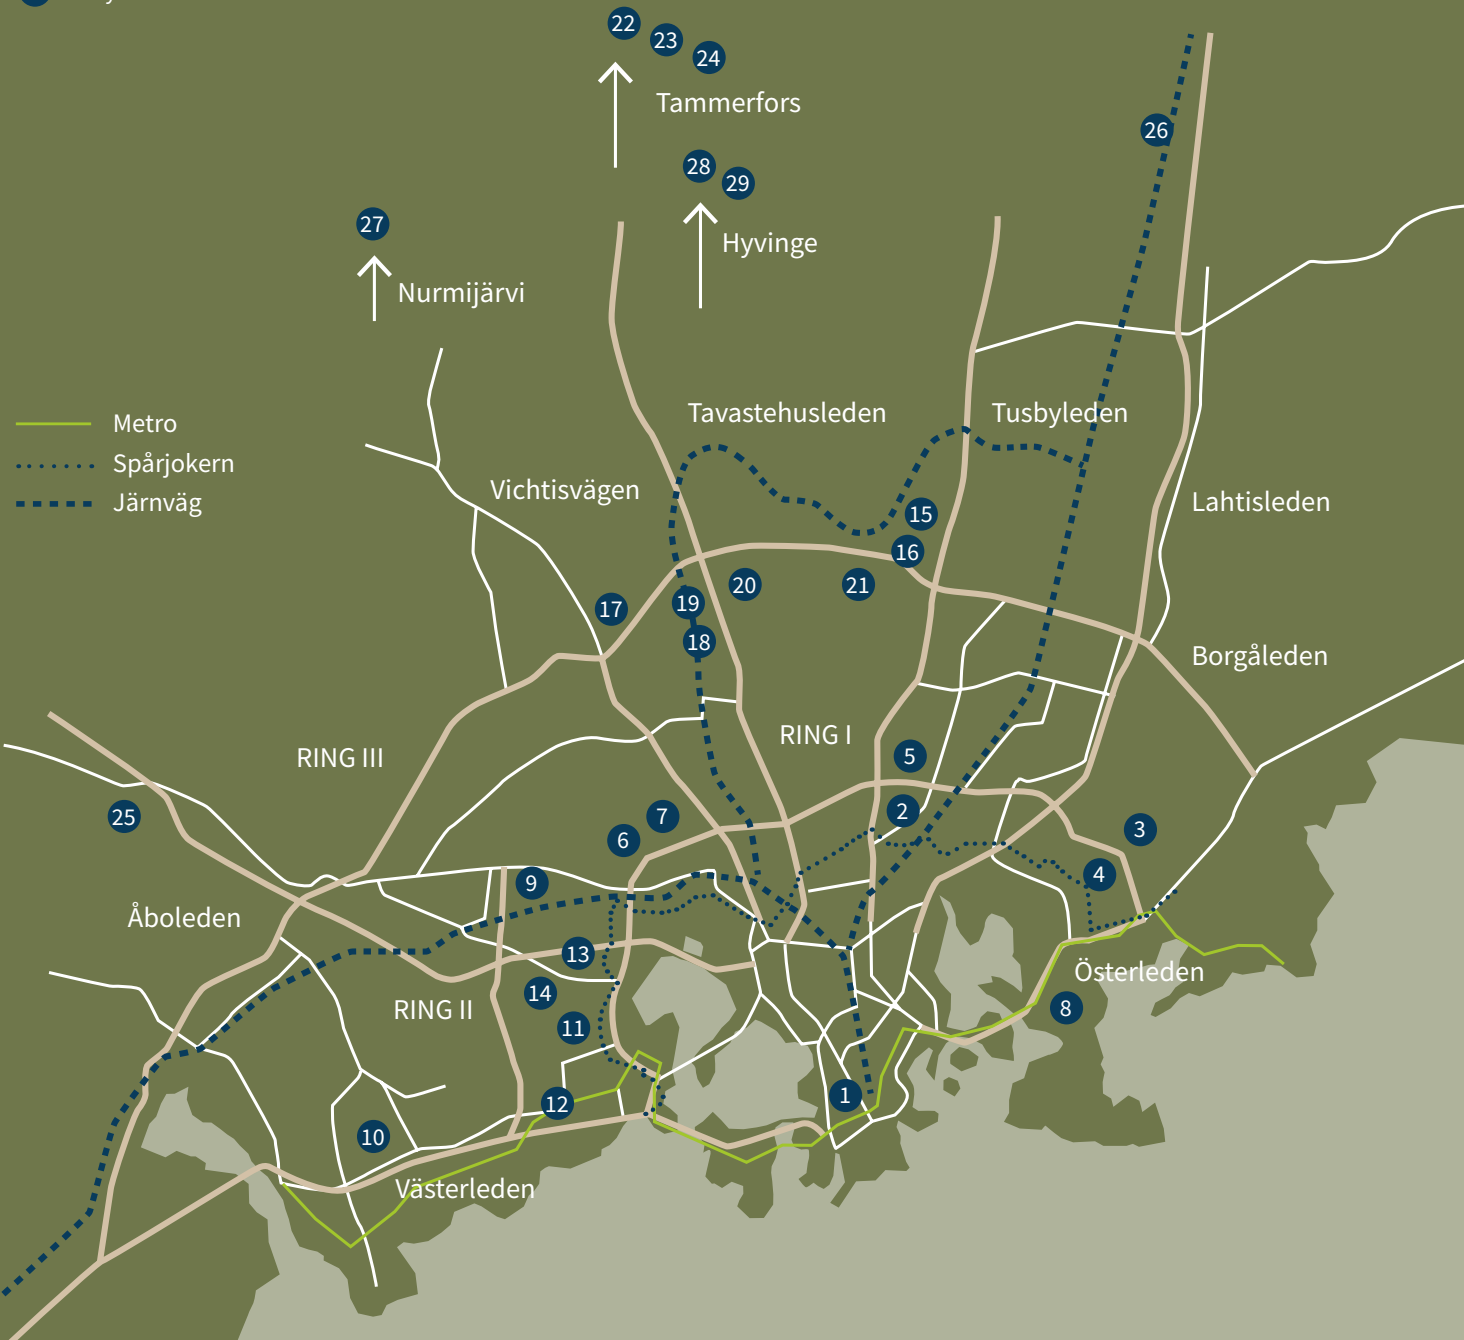 22
23
24
Tammerfors
26
28
29
27
Hyvinge
Nurmijärvi
Metro
Spårjokern
Järnväg
Tavastehusleden
Tusbyleden
Vichtisvägen
Lahtisleden
15
16
20
21
17
19
18
Borgåleden
RING I
RING III
5
25
7
2
6
3
9
4
Åboleden
13
Österleden
14
RING II
8
11
12
1
10
Västerleden